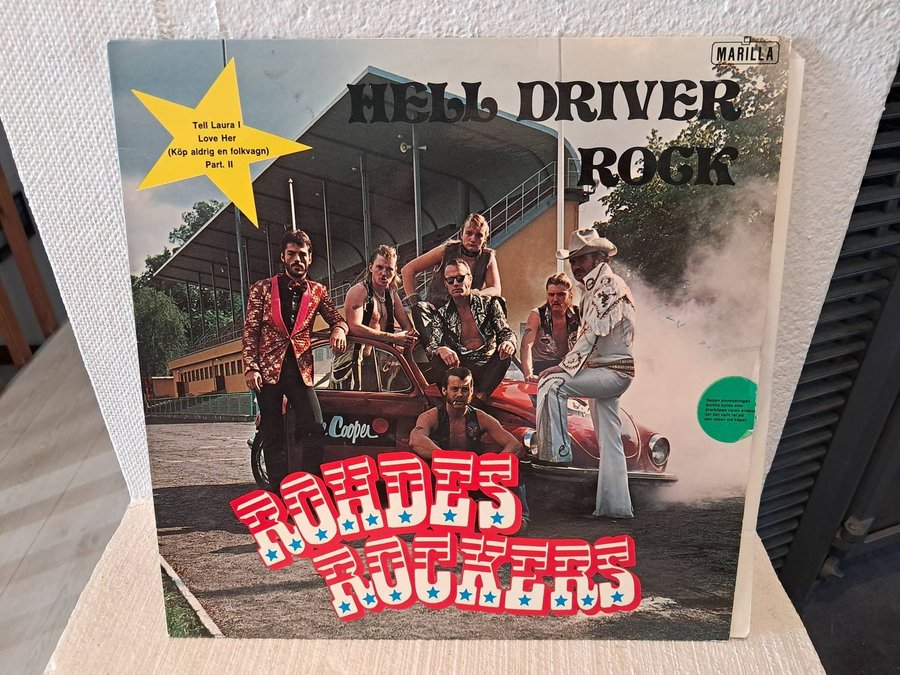 MARILLA
HELL DRIVER
ROCK
Tell Laura I
Love Her
(Köp aldrig en folkvagn)
Part. II
Cooper
ROHDES
ROCKERS